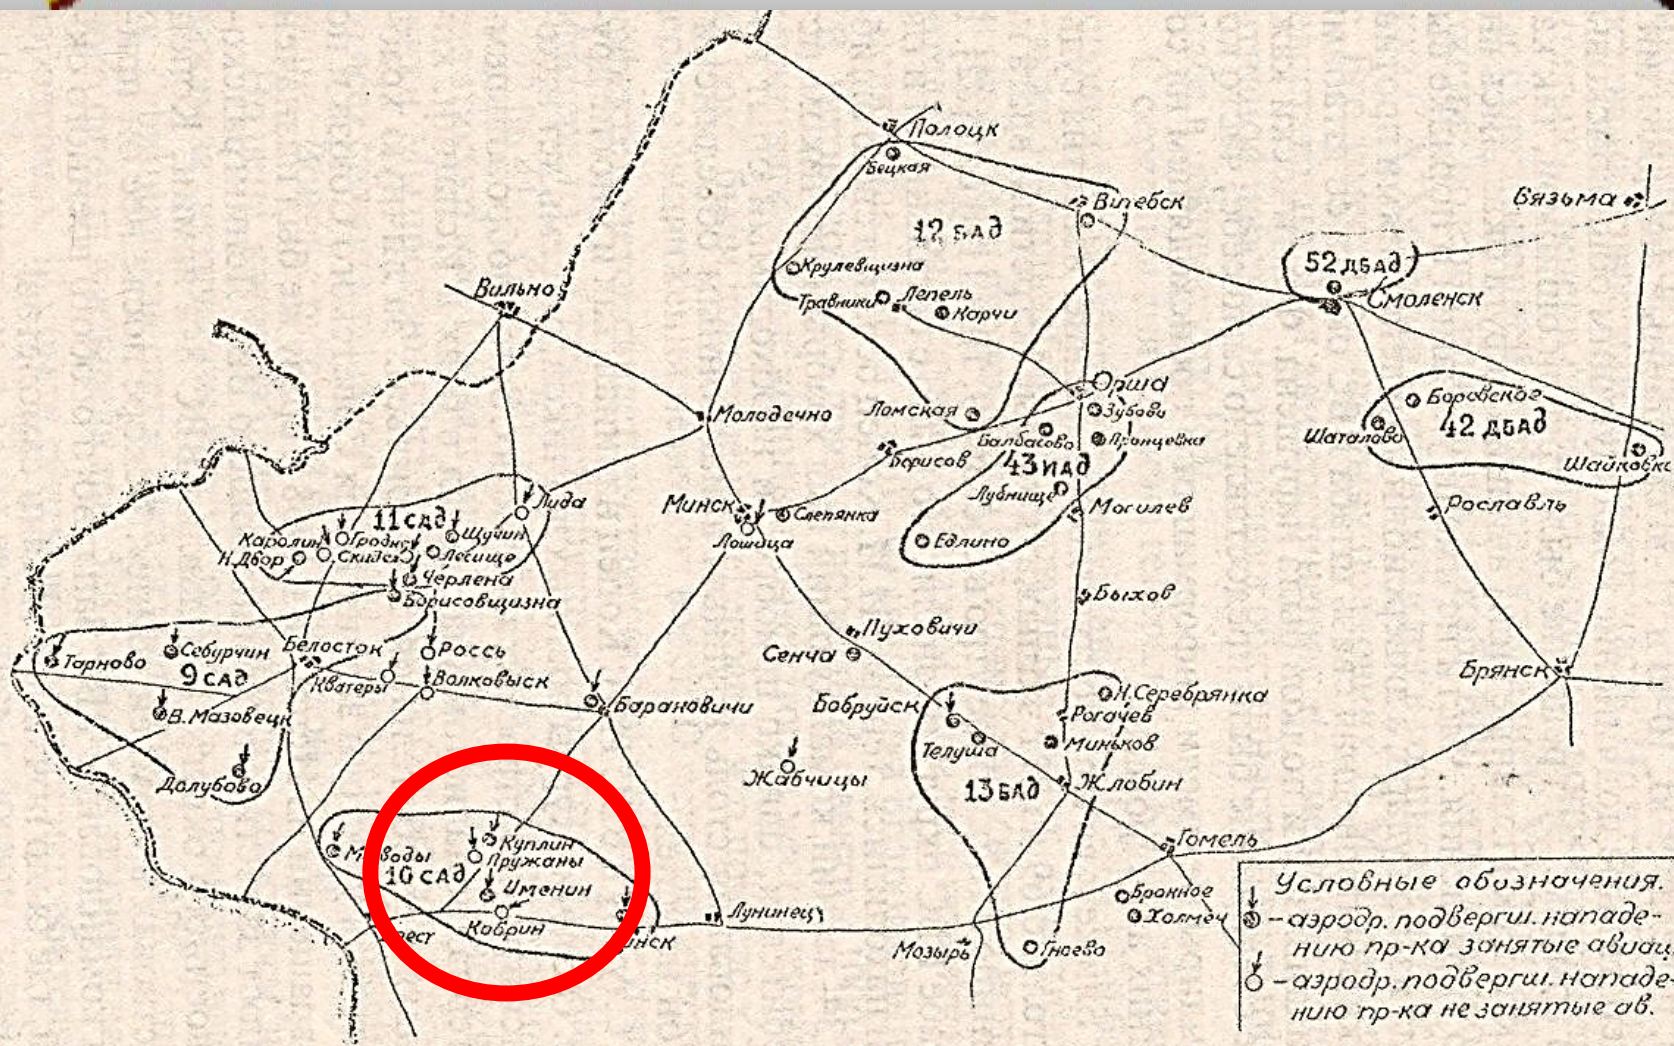 Полоцк
Бецкая
Витебск
Вязьма
12 БАД
52 ДБАД
Крулевщизна
Вильно
Травники
Лепель
Карчи
Смоленск
Орша
Молодечно
Ломская
Зубово
Балбасово
Пронцевка
Боровское
Шаталово
42 ДБАД
Борисов
43 ИАД
Шайковк
Лубнище
Лида
Минск
Слепянка
Могилев
Рославль
11 САД
Щучин
Каролин
Гродно
Лошица
Н.Двор
Скидель
Лесище
Едлино
Черлена
Борисовщизна
Быхов
Пуховичи
Сенча
Белосток
Россь
Себурчин
Тарново
9 САД
Кватеры
Волковыск
Брянск
В.Мазовецк
Барановичи
Бобруйск
Н.Серебрянка
Рогачев
Телуша
Миньков
Долубово
Жабчицы
13 БАД
Жлобин
Куплин
Пружаны
Гомель
10 САД
Именин
Кобрин
Лунинец
Мозырь
Гноево
Бронное
Холмеч
Условные обозначения.
– аэродр. подвергш. нападе-
нию пр-ка занятые авиац.
– аэродр. подвергш. нападе-
нию пр-ка не занятые ав.